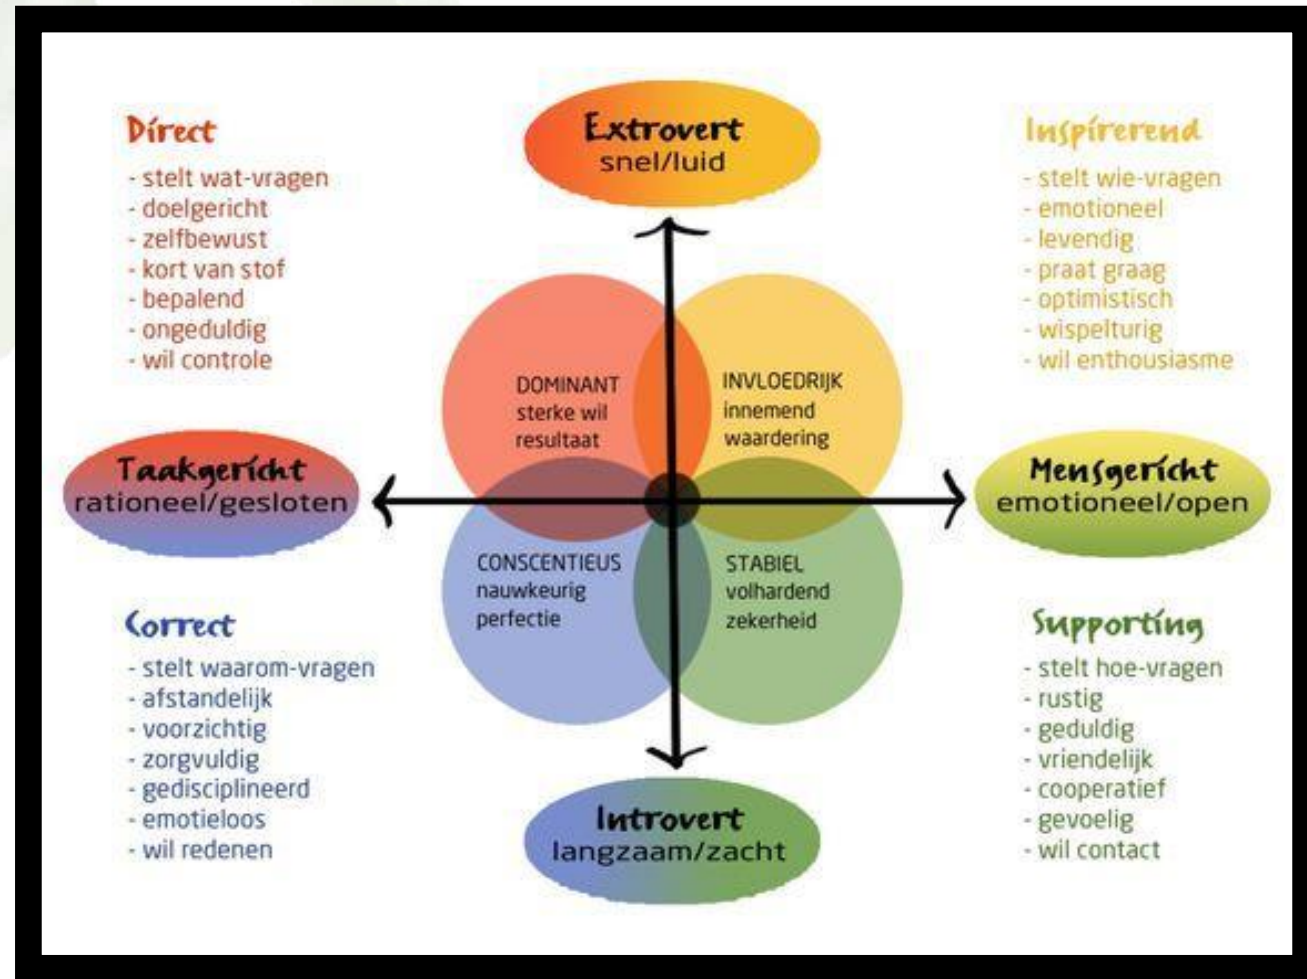 Extrovert
snel/luid
Direct
- stelt wat-vragen
- doelgericht
- zelfbewust
- kort van stof
- bepalend
- ongeduldig
- wil controle
Inspirerend
- stelt wie-vragen
- emotioneel
- levendig
- praat graag
- optimistisch
- wispelturig
- wil enthousiasme
DOMINANT
sterke wil
resultaat
INVLOEDRIJK
innemend
waardering
Taakgericht
rationeel/gesloten
Mensgericht
emotioneel/open
CONSCENTIEUS
nauwkeurig
perfectie
STABIEL
volhardend
zekerheid
Correct
- stelt waarom-vragen
- afstandelijk
- voorzichtig
- zorgvuldig
- gedisciplineerd
- emotieloos
- wil redenen
Supporting
- stelt hoe-vragen
- rustig
- geduldig
- vriendelijk
- cooperatief
- gevoelig
- wil contact
Introvert
langzaam/zacht